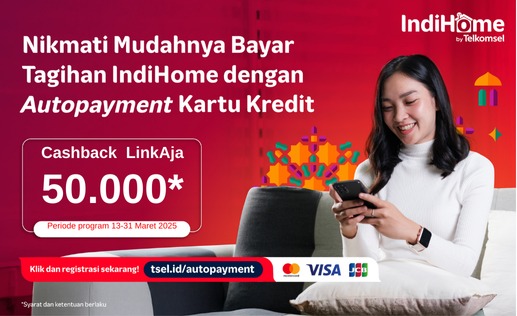 IndiHome
by Telkomsel
Nikmati Mudahnya Bayar
Tagihan IndiHome dengan
Autopayment Kartu Kredit
Cashback LinkAja
50.000*
Periode program 13-31 Maret 2025
Klik dan registrasi sekarang! tsel.id/autopayment
mastercard VISA JCB
*Syarat dan ketentuan berlaku